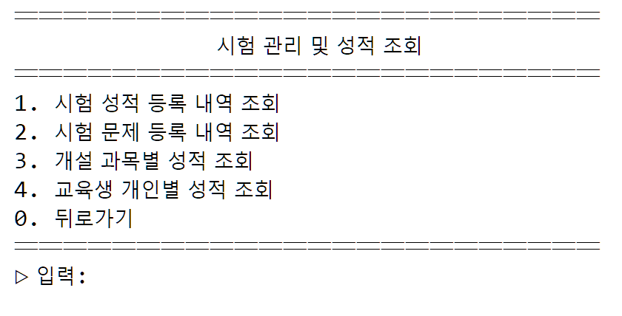 시험 관리 및 성적 조회
1. 시험 성적 등록 내역 조회
2. 시험 문제 등록 내역 조회
3. 개설 과목별 성적 조회
4. 교육생 개인별 성적 조회
0. 뒤로가기
▷ 입력: